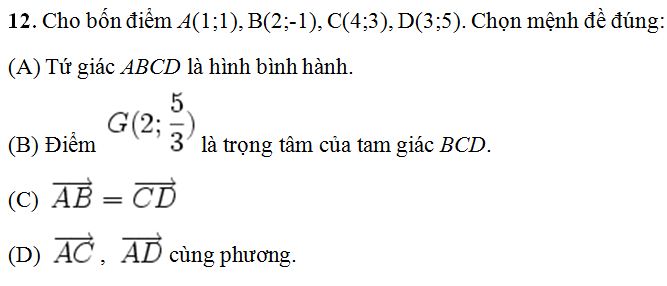 12. Cho bốn điểm A(1;1), B(2;-1), C(4;3), D(3;5). Chọn mệnh đề đúng:
(A) Tứ giác ABCD là hình bình hành.
(B) Điểm G(2; 5/3) là trọng tâm của tam giác BCD.
(C) \overrightarrow{AB} = \overrightarrow{CD}
(D) \overrightarrow{AC} , \overrightarrow{AD} cùng phương.